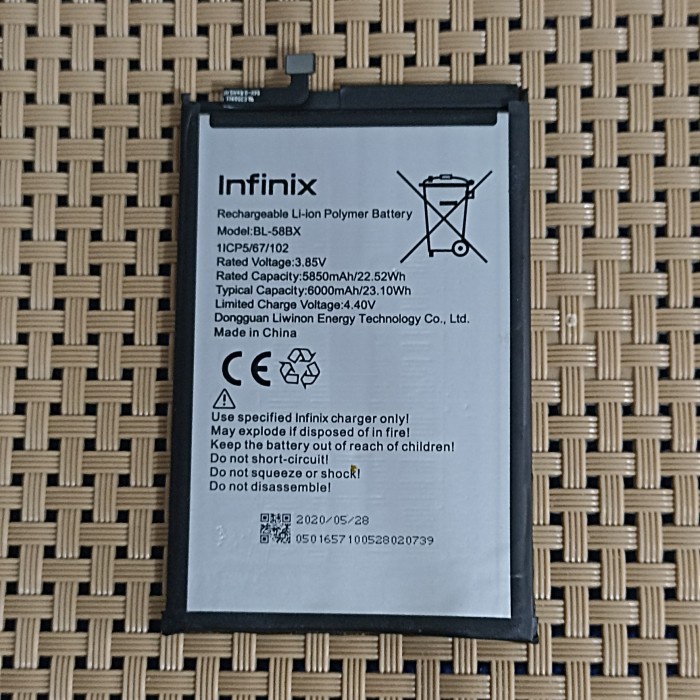 Infinix
Rechargeable Li-ion Polymer Battery
Model:BL-58BX
1ICP5/67/102
Rated Voltage:3.85V
Rated Capacity:5850mAh/22.52Wh
Typical Capacity:6000mAh/23.10Wh
Limited Charge Voltage:4.40V
Dongguan Liwinon Energy Technology Co., Ltd.
Made in China
CE
Use specified Infinix charger only!
May explode if disposed of in fire!
Keep the battery out of reach of children!
Do not short-circuit!
Do not squeeze or shock!
Do not disassemble!
2020/05/28
0501657100528020739